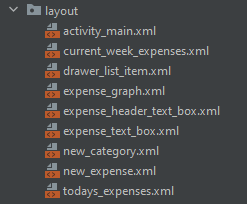 layout
activity_main.xml
current_week_expenses.xml
drawer_list_item.xml
expense_graph.xml
expense_header_text_box.xml
expense_text_box.xml
new_category.xml
new_expense.xml
todays_expenses.xml